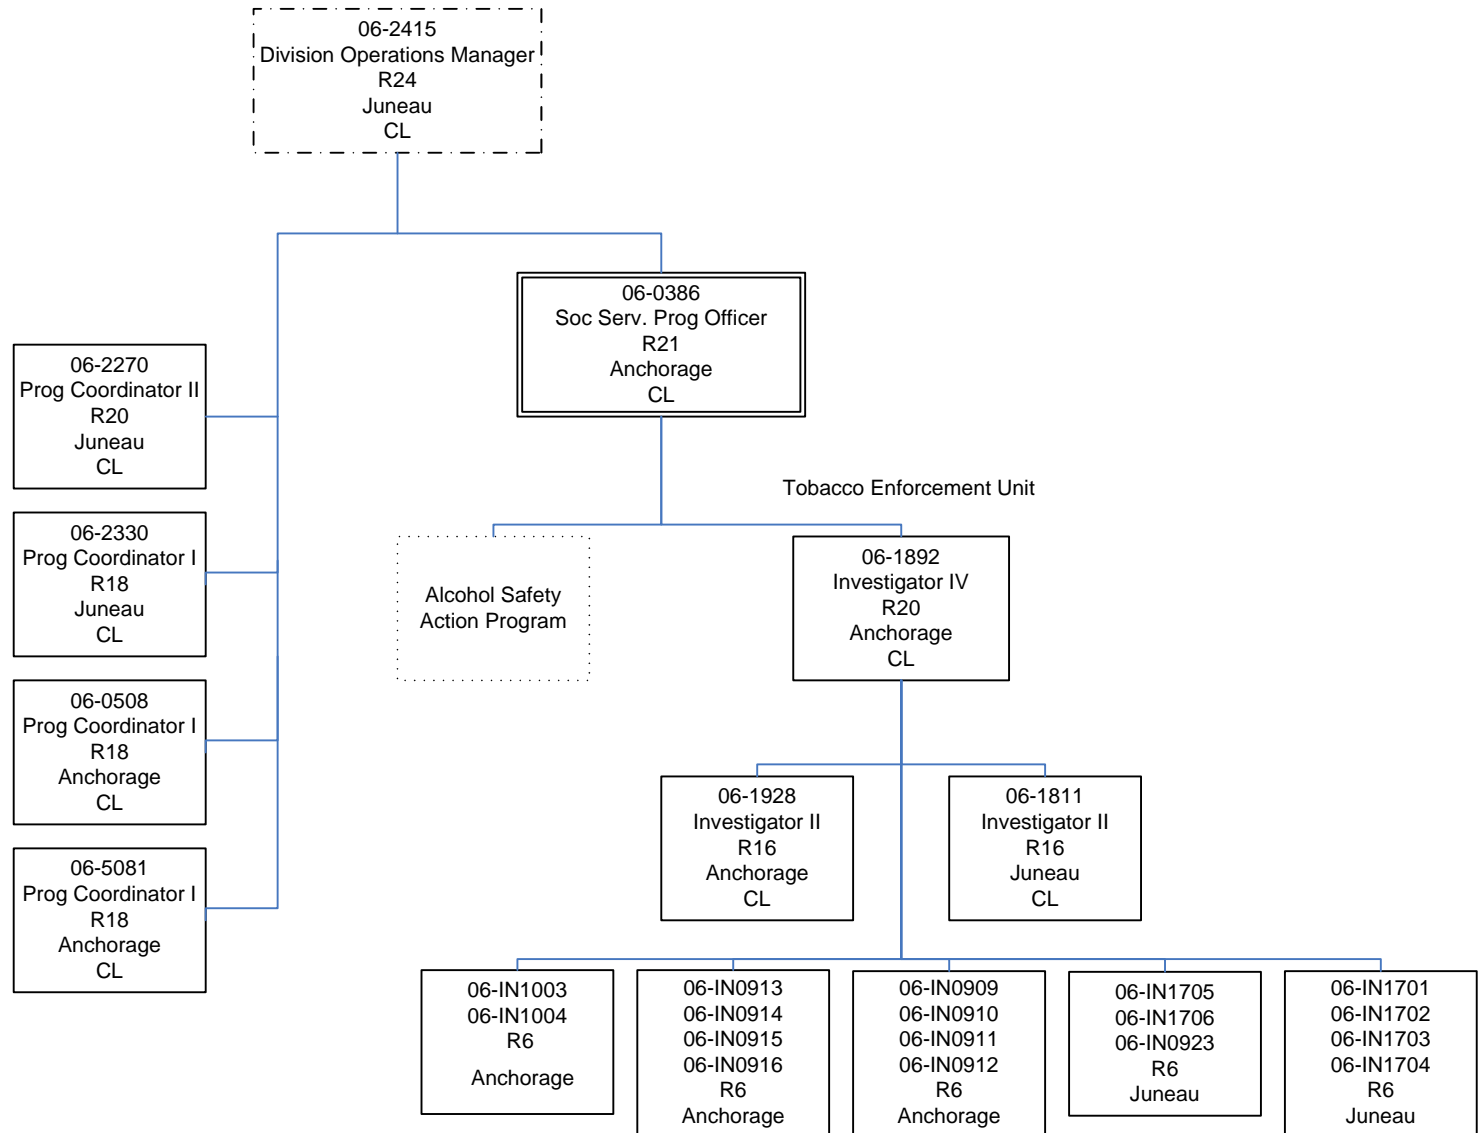 06-2415
Division Operations Manager
R24
Juneau
CL
06-0386
Soc Serv. Prog Officer
R21
Anchorage
CL
06-2270
Prog Coordinator II
R20
Juneau
CL
06-2330
Prog Coordinator I
R18
Juneau
CL
06-0508
Prog Coordinator I
R18
Anchorage
CL
06-5081
Prog Coordinator I
R18
Anchorage
CL
Tobacco Enforcement Unit
Alcohol Safety
Action Program
06-1892
Investigator IV
R20
Anchorage
CL
06-1928
Investigator II
R16
Anchorage
CL
06-1811
Investigator II
R16
Juneau
CL
06-IN1003
06-IN1004
R6
Anchorage
06-IN0913
06-IN0914
06-IN0915
06-IN0916
R6
Anchorage
06-IN0909
06-IN0910
06-IN0911
06-IN0912
R6
Anchorage
06-IN1705
06-IN1706
06-IN0923
R6
Juneau
06-IN1701
06-IN1702
06-IN1703
06-IN1704
R6
Juneau